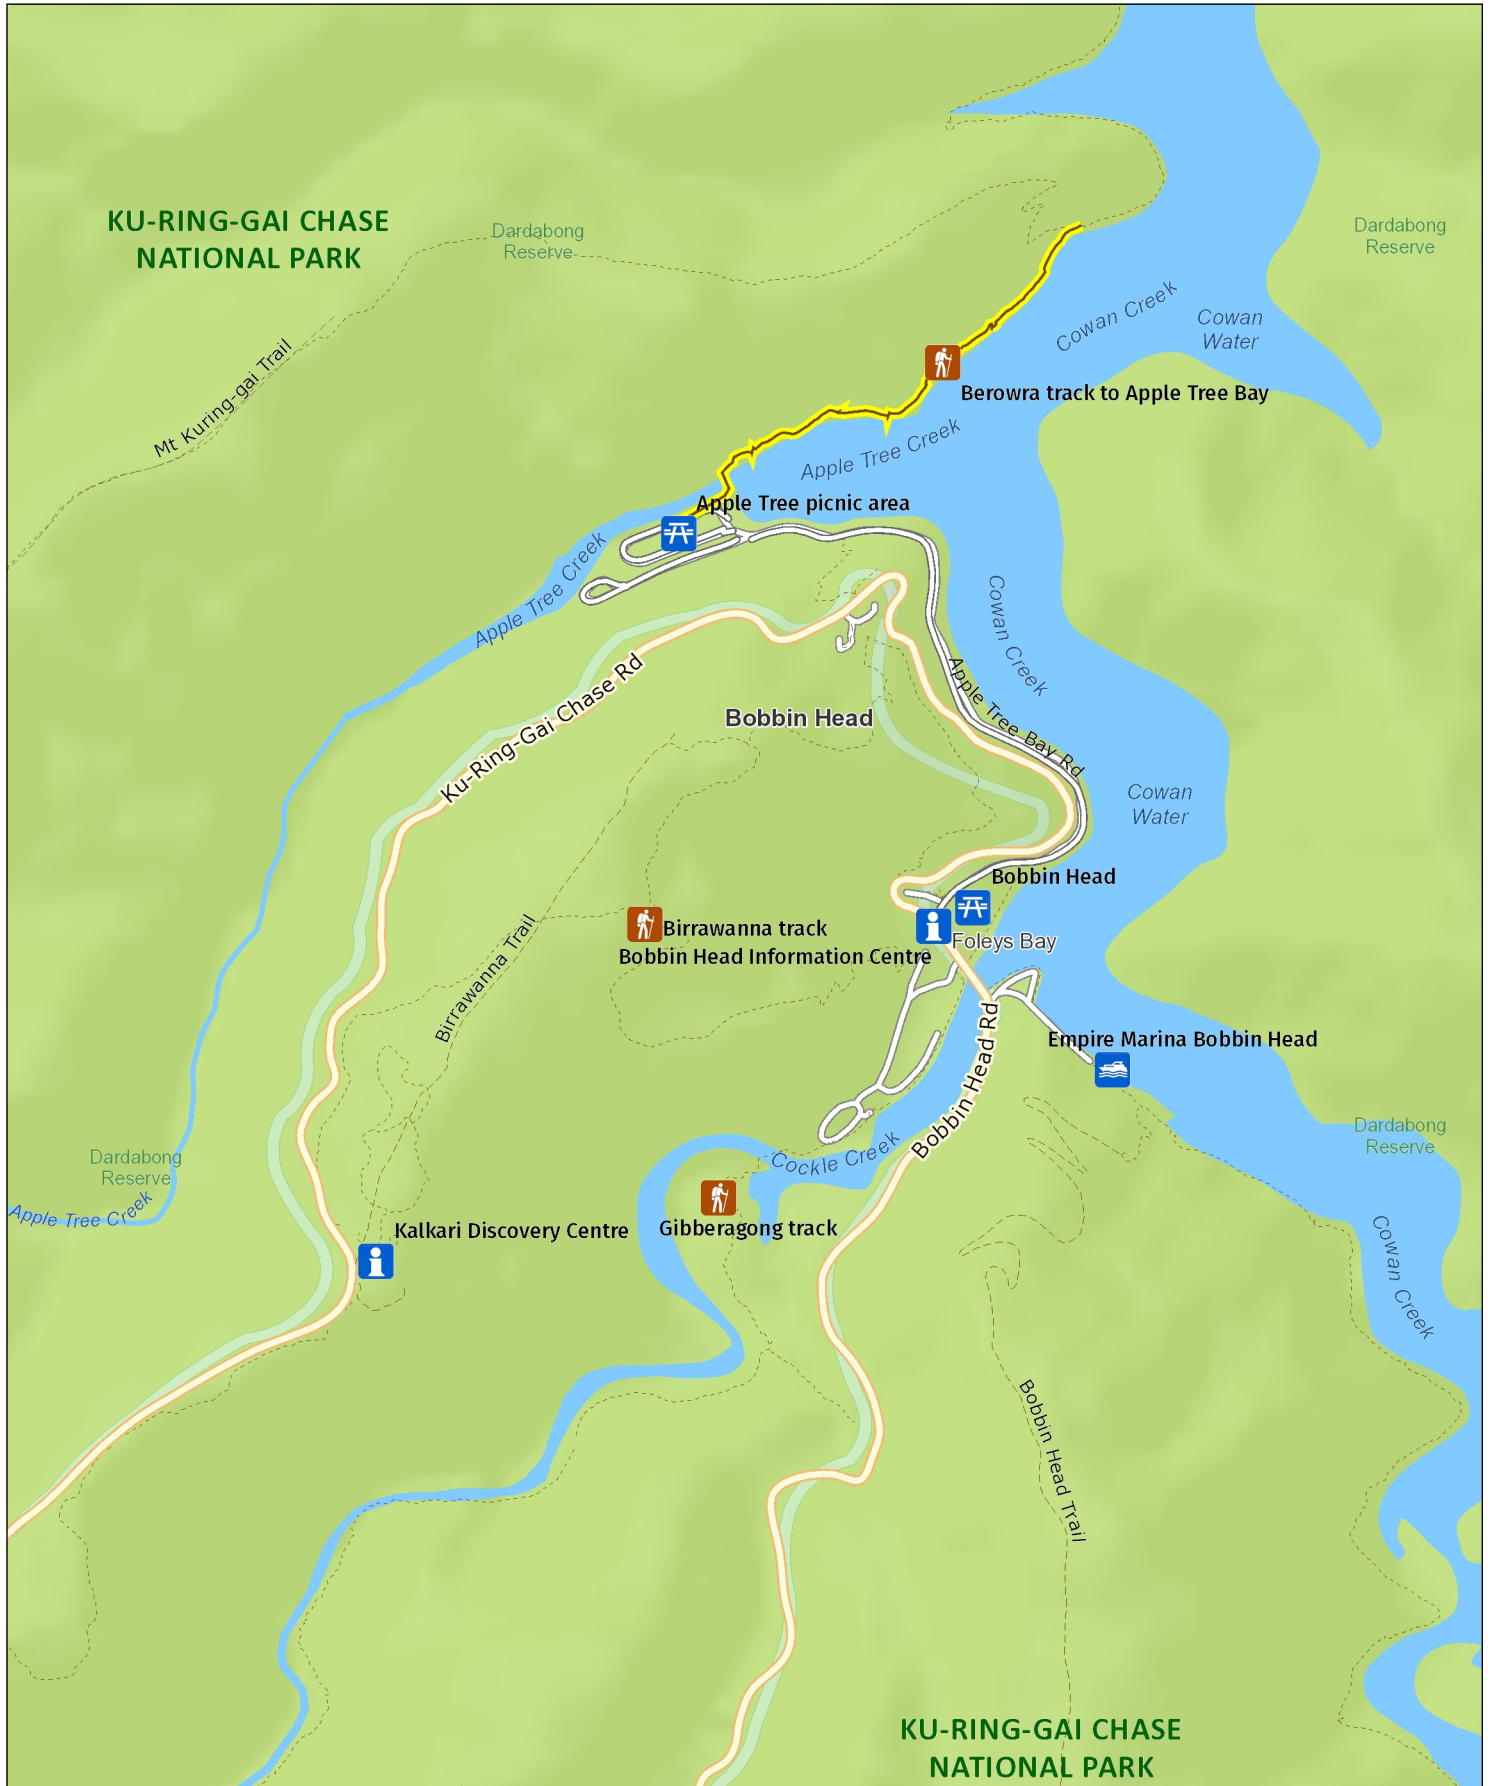 KU-RING-GAI CHASE
NATIONAL PARK
Dardabong
Reserve
Dardabong
Reserve
Cowan Creek
Cowan
Water
Mt Kuring-gai Trail
Berowra track to Apple Tree Bay
Apple Tree Creek
Apple Tree picnic area
Apple Tree Creek
Cowan Creek
Ku-Ring-Gai Chase Rd
Apple Tree Bay Rd
Bobbin Head
Cowan
Water
Bobbin Head
Birrawanna Trail
Birrawanna track
Foleys Bay
Bobbin Head Information Centre
Empire Marina Bobbin Head
Bobbin Head Rd
Dardabong
Reserve
Dardabong
Reserve
Cockle Creek
Apple Tree Creek
Kalkari Discovery Centre
Gibberagong track
Cowan Creek
Bobbin Head Trail
KU-RING-GAI CHASE
NATIONAL PARK